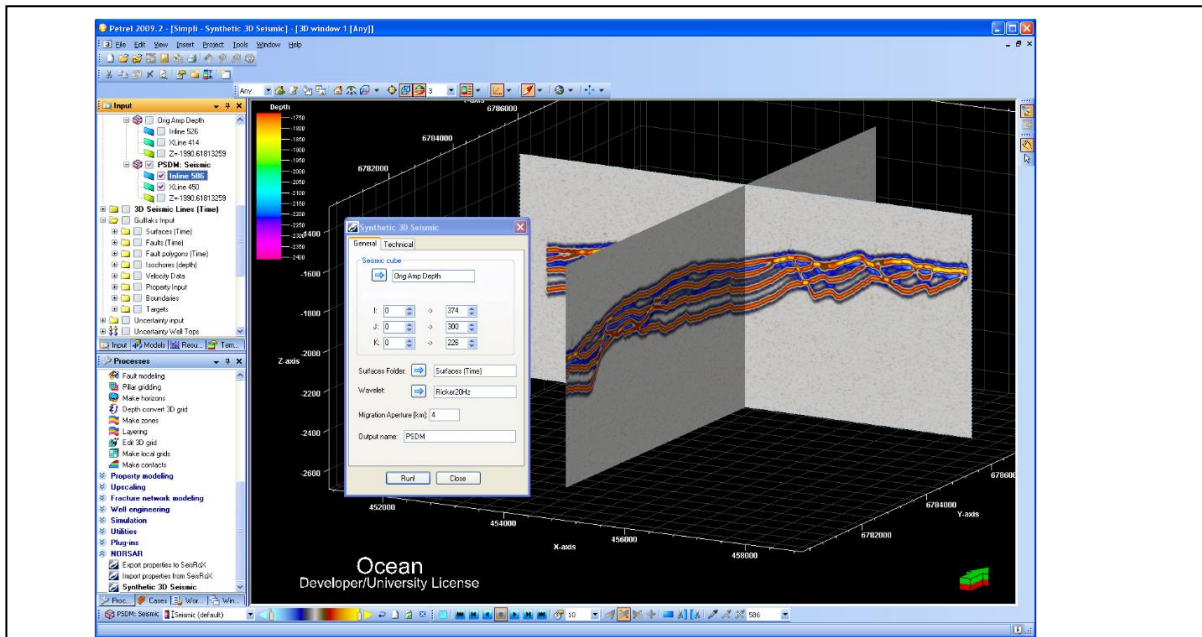 Petrel 2009.2 - [Simpli - Synthetic 3D Seismic] - [3D window 1 [Any]]
File Edit View Insert Project Tools Window Help
Any
3
Input
Orig Amp Depth
Inline 526
XLine 414
Z=-1990.61813259
PSDM: Seismic
Inline 586
XLine 450
Z=-1990.61813259
3D Seismic Lines (Time)
Gullfaks Input
Surfaces (Time)
Faults (Time)
Fault polygons (Time)
Isochores (depth)
Velocity Data
Property Input
Boundaries
Targets
Uncertainty input
Uncertainty Well Tops
Input Models Resu... Tem...
Processes
Fault modeling
Pillar gridding
Make horizons
Depth convert 3D grid
Make zones
Layering
Edit 3D grid
Make local grids
Make contacts
Property modeling
Upscaling
Fracture network modeling
Well engineering
Simulation
Utilities
Plug-ins
NORSAR
Export properties to SeisRoX
Import properties from SeisRoX
Synthetic 3D Seismic
Proc... Cases Wor... Win...
Depth
-1750
-1800
-1850
-1900
-1950
-2000
-2050
-2100
-2150
-2200
-2250
-2300
-2350
-2400
6786000
6784000
6782000
-1400
-1600
-1800
-2000
-2200
-2400
-2600
Z-axis
452000
454000
456000
458000
X-axis
6782000
6784000
Y-axis
Synthetic 3D Seismic
General Technical
Seismic cube
Orig Amp Depth
I: 0 -> 374
J: 0 -> 300
K: 0 -> 226
Surfaces Folder: Surfaces (Time)
Wavelet: Ricker20Hz
Migration Aperture [km]: 4
Output name: PSDM
Run! Close
Ocean
Developer/University License
PSDM: Seismic Seismic (default) 10 586